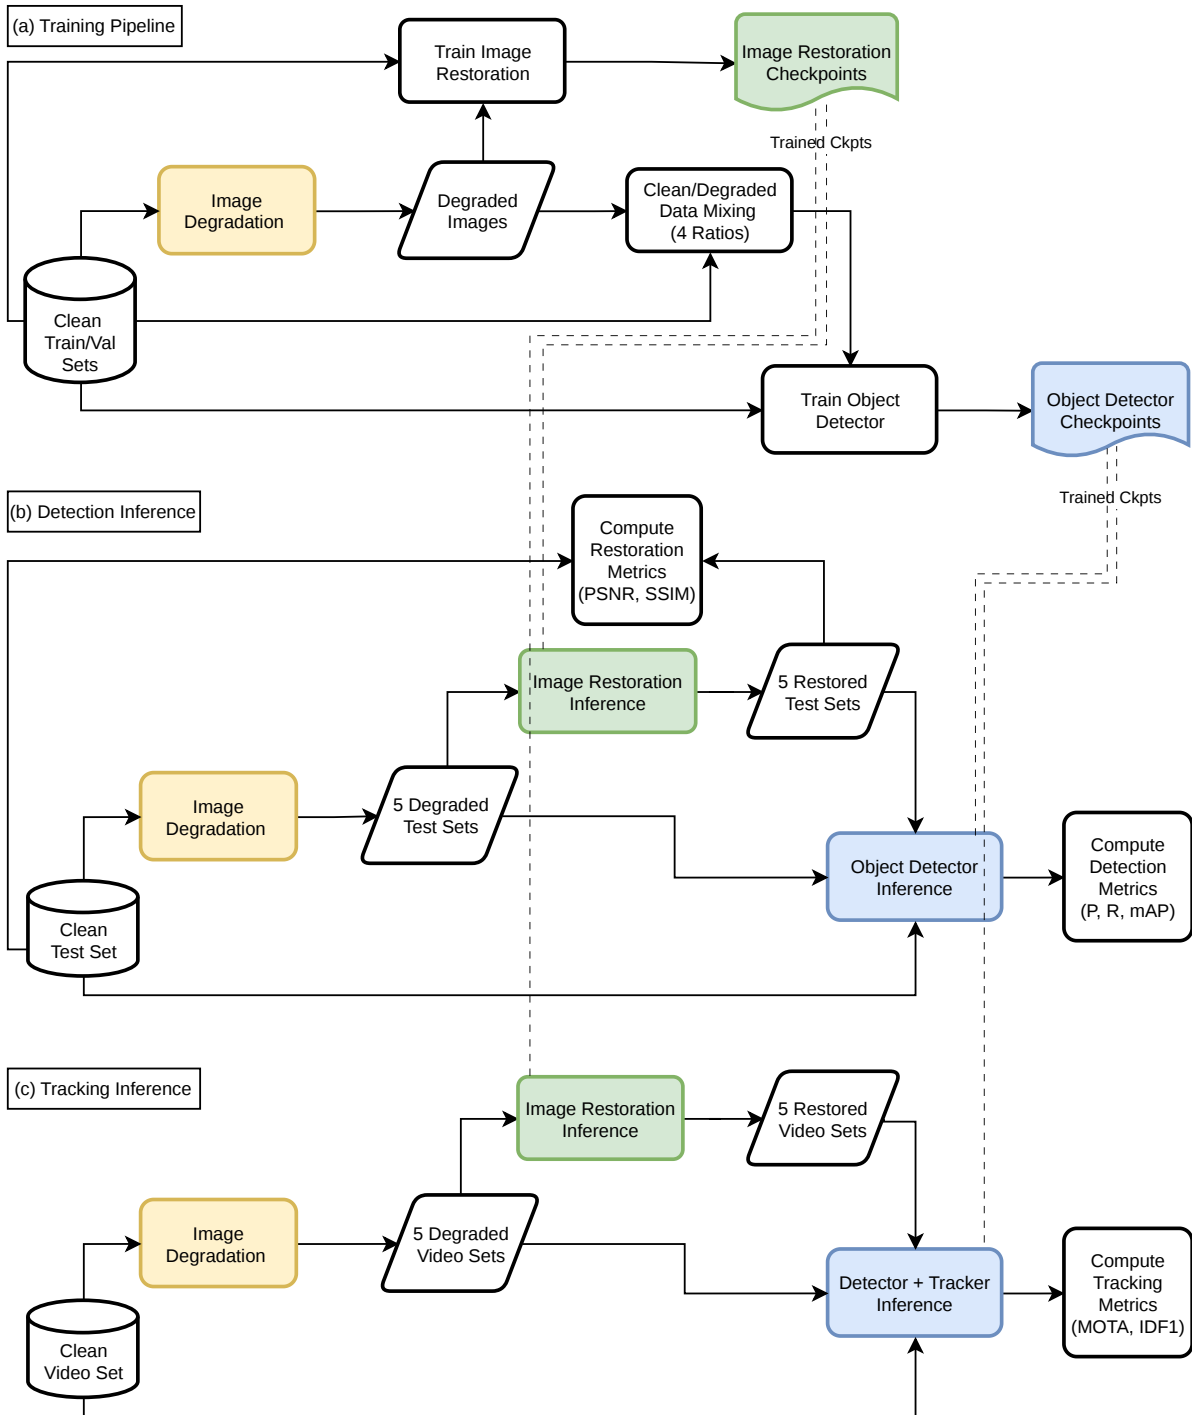 (a) Training Pipeline
Train Image
Restoration
Image Restoration
Checkpoints
Trained Ckpts
Image
Degradation
Degraded
Images
Clean/Degraded
Data Mixing
(4 Ratios)
Clean
Train/Val
Sets
Train Object
Detector
Object Detector
Checkpoints
Trained Ckpts
(b) Detection Inference
Compute
Restoration
Metrics
(PSNR, SSIM)
Image Restoration
Inference
5 Restored
Test Sets
Image
Degradation
5 Degraded
Test Sets
Object Detector
Inference
Compute
Detection
Metrics
(P, R, mAP)
Clean
Test Set
(c) Tracking Inference
Image Restoration
Inference
5 Restored
Video Sets
Image
Degradation
5 Degraded
Video Sets
Detector + Tracker
Inference
Compute
Tracking
Metrics
(MOTA, IDF1)
Clean
Video Set